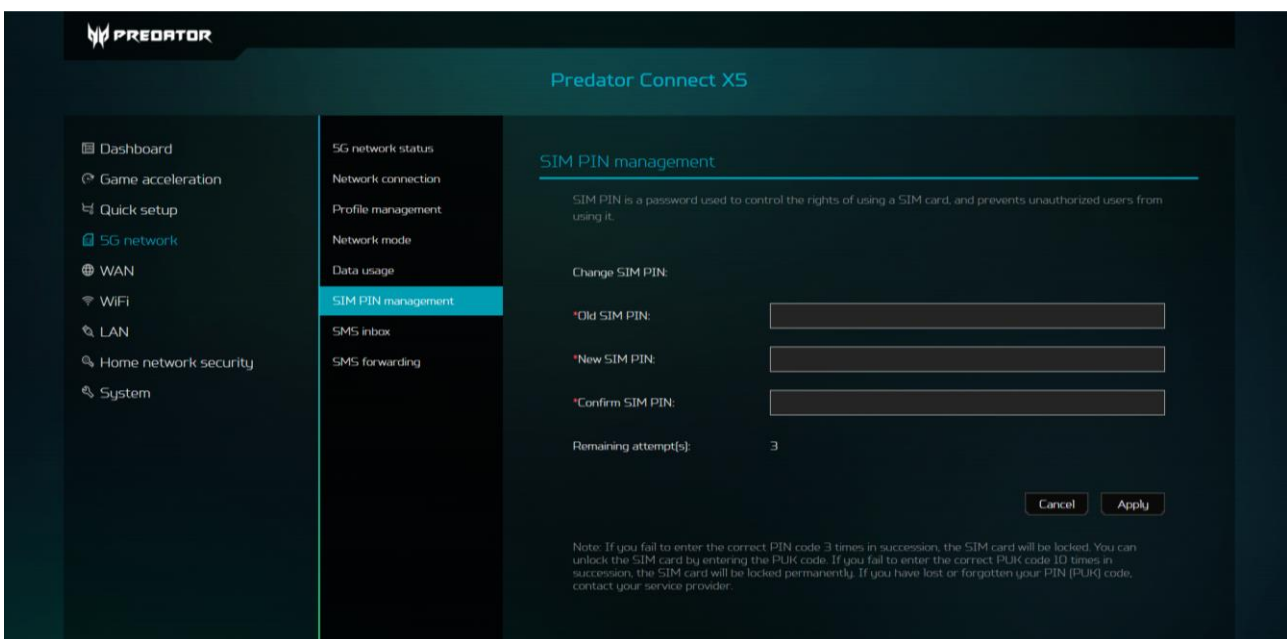 PREDATOR
Predator Connect X5
Dashboard
Game acceleration
Quick setup
5G network
WAN
WiFi
LAN
Home network security
System
5G network status
Network connection
Profile management
Network mode
Data usage
SIM PIN management
SMS inbox
SMS forwarding
SIM PIN management
SIM PIN is a password used to control the rights of using a SIM card, and prevents unauthorized users from
using it.
Change SIM PIN:
*Old SIM PIN:
*New SIM PIN:
*Confirm SIM PIN:
Remaining attempt(s): 3
Cancel Apply
Note: If you fail to enter the correct PIN code 3 times in succession, the SIM card will be locked. You can
unlock the SIM card by entering the PUK code. If you fail to enter the correct PUK code 10 times in
succession, the SIM card will be locked permanently. If you have lost or forgotten your PIN (PUK) code,
contact your service provider.